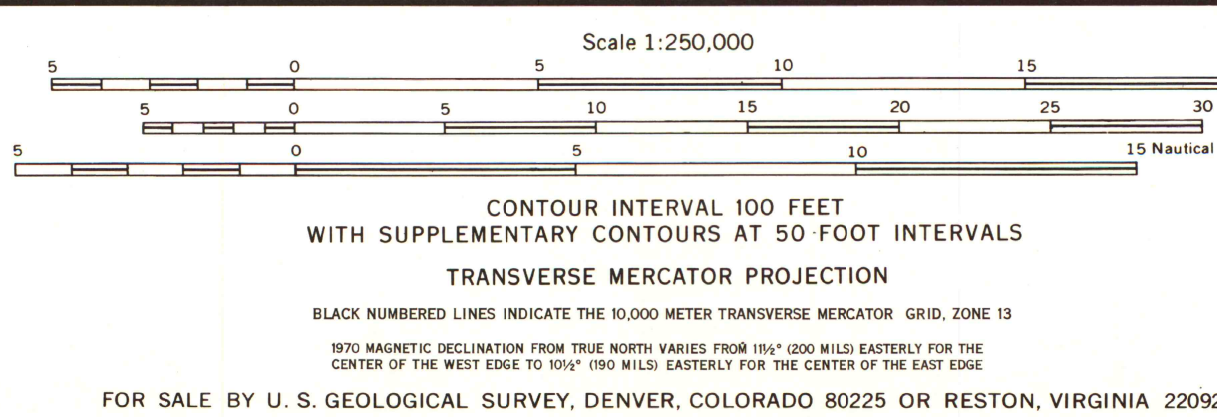 Scale 1:250,000
5 0 5 10 15
5 0 5 10 15 20 25 30
5 0 5 10 15 Nautical
CONTOUR INTERVAL 100 FEET
WITH SUPPLEMENTARY CONTOURS AT 50-FOOT INTERVALS
TRANSVERSE MERCATOR PROJECTION
BLACK NUMBERED LINES INDICATE THE 10,000 METER TRANSVERSE MERCATOR GRID, ZONE 13
1970 MAGNETIC DECLINATION FROM TRUE NORTH VARIES FROM 11½° (200 MILS) EASTERLY FOR THE
CENTER OF THE WEST EDGE TO 10½° (190 MILS) EASTERLY FOR THE CENTER OF THE EAST EDGE
FOR SALE BY U. S. GEOLOGICAL SURVEY, DENVER, COLORADO 80225 OR RESTON, VIRGINIA 22092